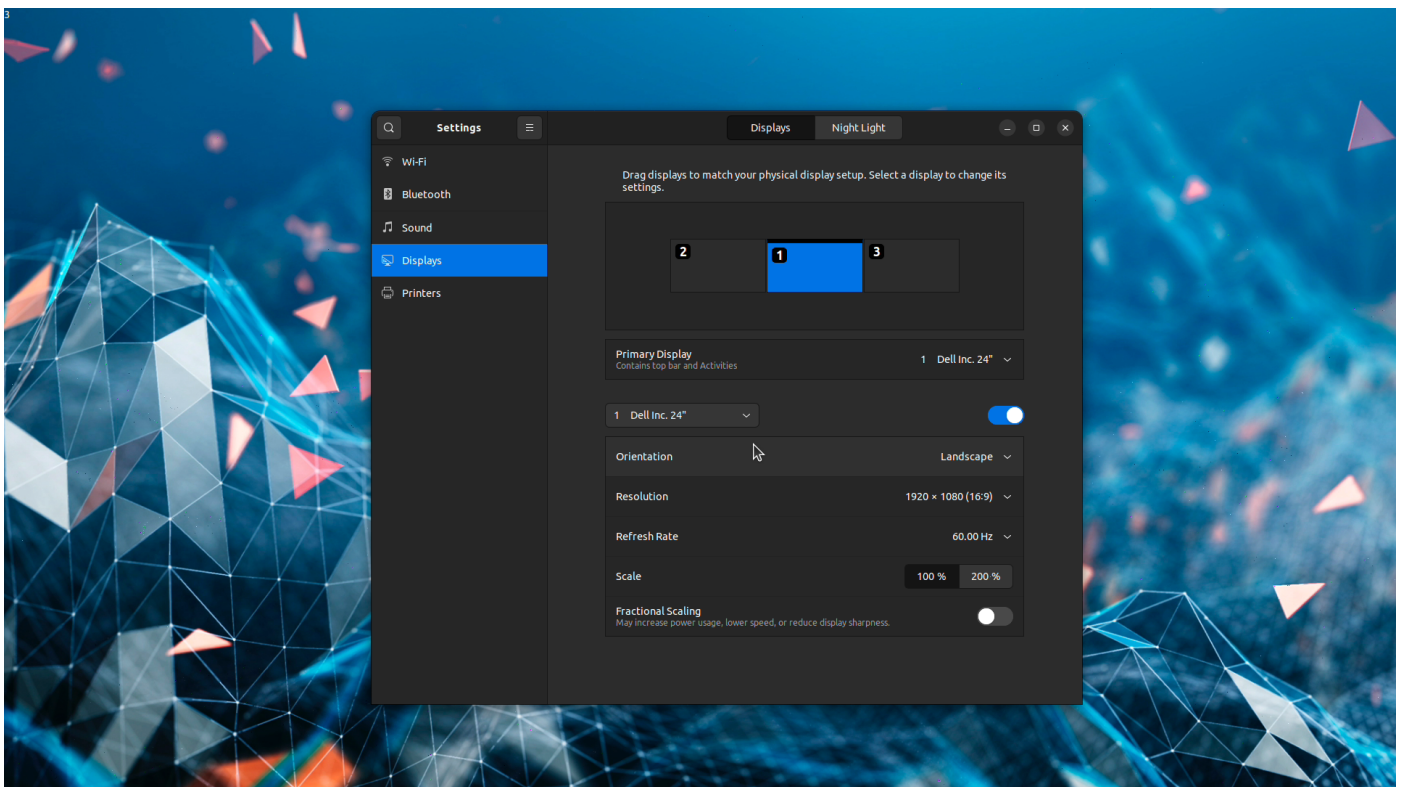 3
Settings
Displays Night Light
Wi-Fi
Bluetooth
Sound
Displays
Printers
Drag displays to match your physical display setup. Select a display to change its
settings.
2 1 3
Primary Display
Contains top bar and Activities
1 Dell Inc. 24"
1 Dell Inc. 24"
Orientation Landscape
Resolution 1920 × 1080 (16:9)
Refresh Rate 60.00 Hz
Scale 100 % 200 %
Fractional Scaling
May increase power usage, lower speed, or reduce display sharpness.